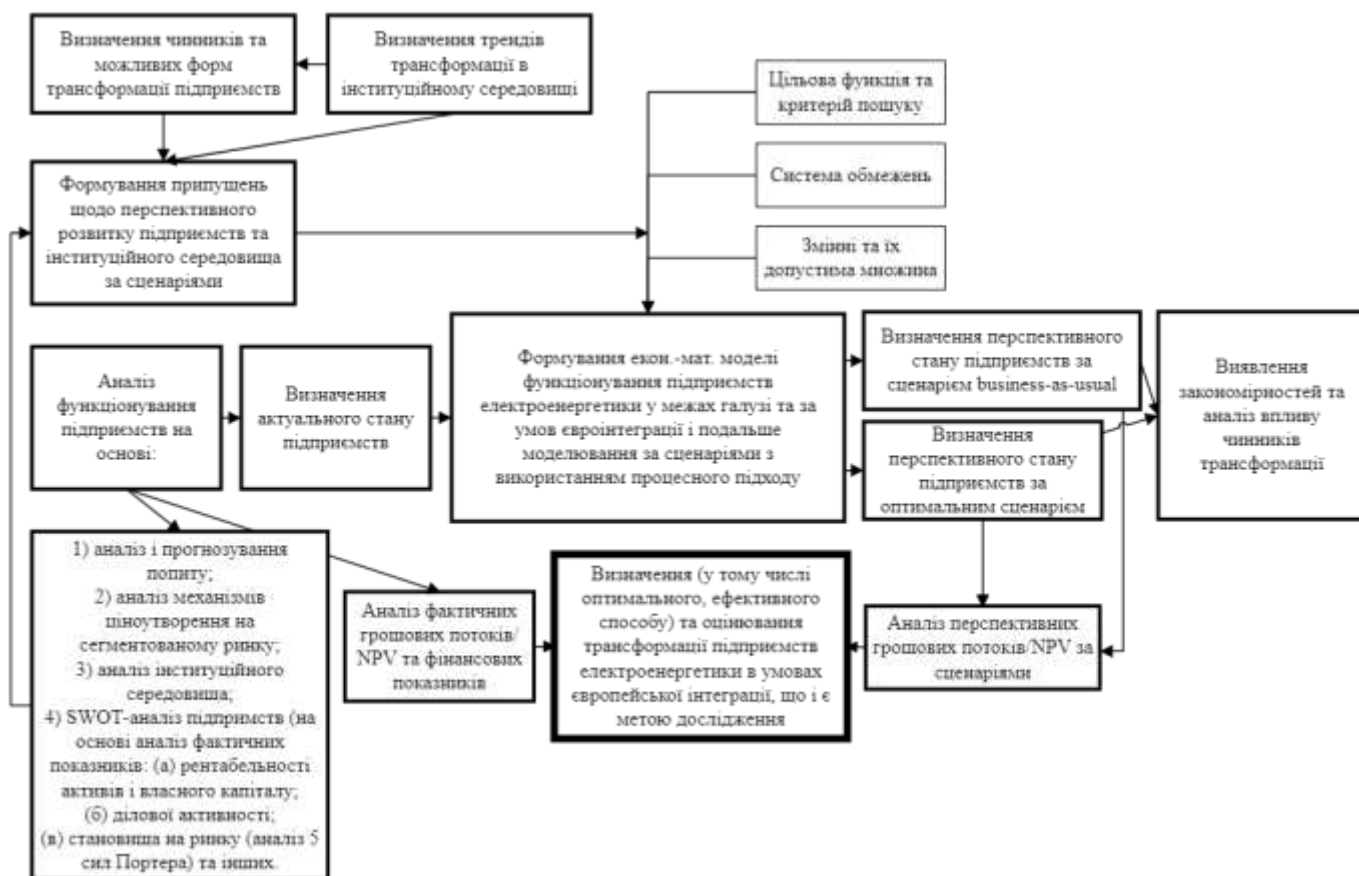 Визначення чинників та
можливих форм
трансформації підприємств
Визначення трендів
трансформації в
інституційному середовищі
Цільова функція та
критерій пошуку
Система обмежень
Змінні та їх
допустима множина
Формування припущень
щодо перспективного
розвитку підприємств та
інституційного середовища
за сценаріями
Аналіз
функціонування
підприємств на
основі:
Визначення
актуального стану
підприємств
Формування екон.-мат. моделі
функціонування підприємств
електроенергетики у межах галузі та за
умов євроінтеграції і подальше
моделювання за сценаріями з
використанням процесного підходу
Визначення перспективного
стану підприємств за
сценарієм business-as-usual
Визначення
перспективного стану
підприємств за
оптимальним сценарієм
Виявлення
закономірностей та
аналіз впливу
чинників
трансформації
1) аналіз і прогнозування
попиту;
2) аналіз механізмів
ціноутворення на
сегментованому ринку;
3) аналіз інституційного
середовиша;
4) SWOT-аналіз підпримств (на
основі аналіз фактичних
показників: (а) рентабельності
активів і власного капіталу;
(б) ділової активності;
(в) становиша на ринку (аналіз 5
сил Портера) та інших.
Аналіз фактичних
грошових потоків/
NPV та фінансових
показників
Визначення (у тому числі
оптимального, ефективного
способу) та оцінювання
трансформації підприємств
електроенергетики в умовах
європейської інтеграції, що і є
метою дослідження
Аналіз перспективних
грошових потоків/NPV за
сценаріями